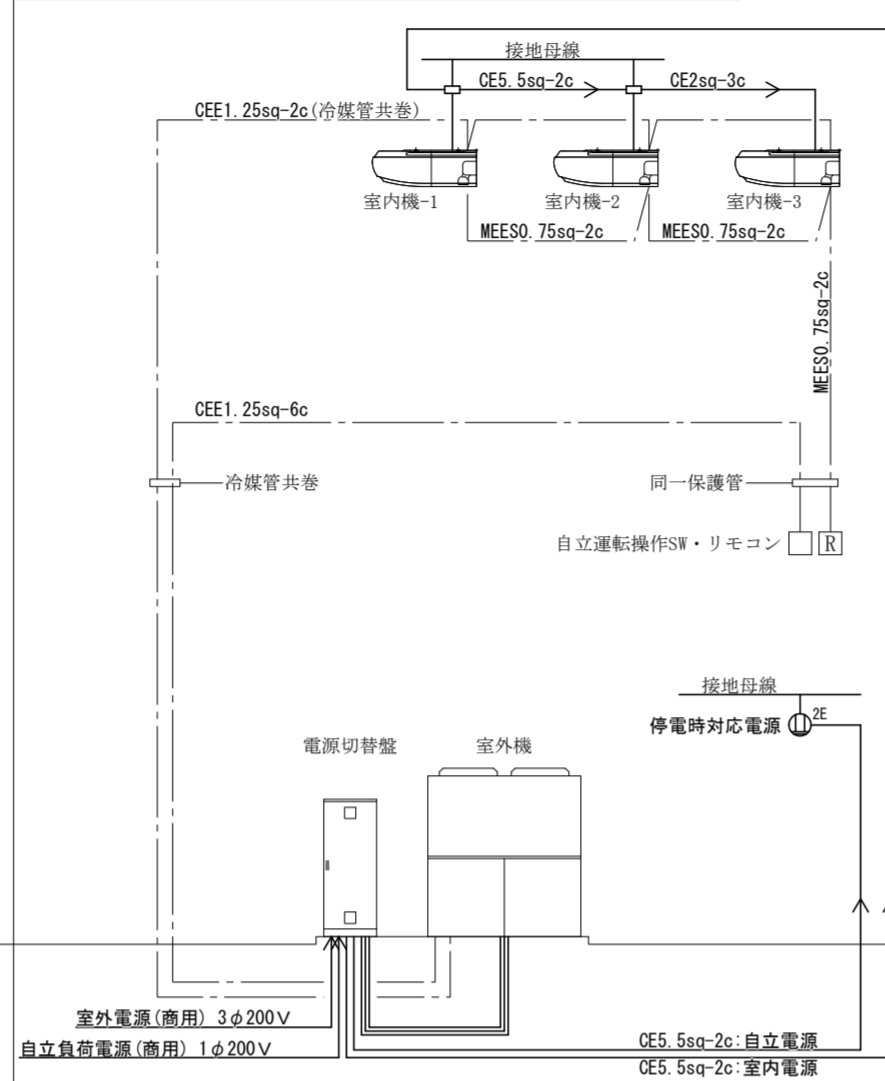 接地母線
CE5.5sq-2c
CE2sq-3c
CEE1.25sq-2c(冷媒管共巻)
室内機-1
室内機-2
室内機-3
MEES0.75sq-2c
MEES0.75sq-2c
MEES0.75sq-2c
CEE1.25sq-6c
冷媒管共巻
同一保護管
自立運転操作SW・リモコン
R
接地母線
停電時対応電源
2E
電源切替盤
室外機
室外電源(商用) 3φ200V
自立負荷電源(商用) 1φ200V
CE5.5sq-2c:自立電源
CE5.5sq-2c:室内電源